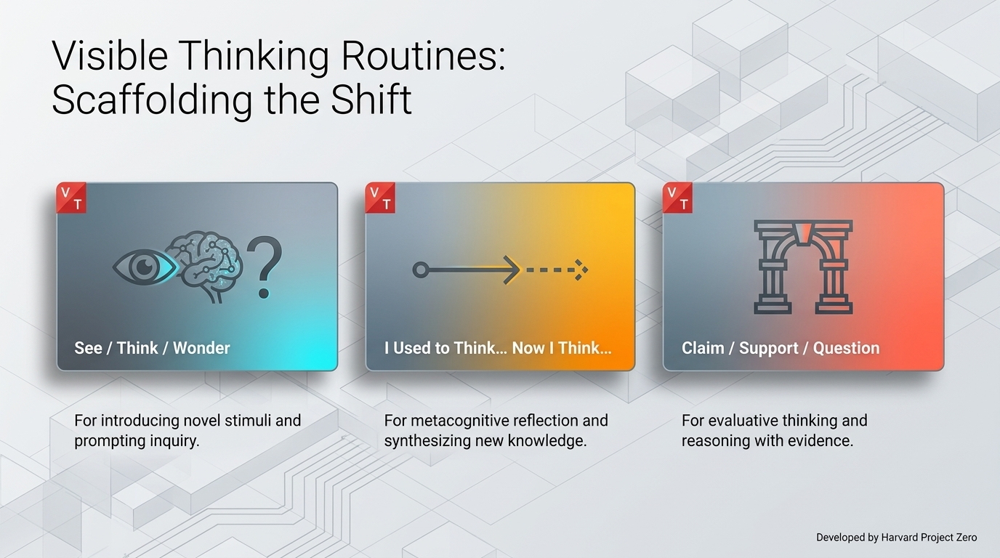 Visible Thinking Routines:
Scaffolding the Shift
V
T
?
See / Think / Wonder
For introducing novel stimuli and
prompting inquiry.
V
T
I Used to Think... Now I Think...
For metacognitive reflection and
synthesizing new knowledge.
V
T
Claim / Support / Question
For evaluative thinking and
reasoning with evidence.
Developed by Harvard Project Zero